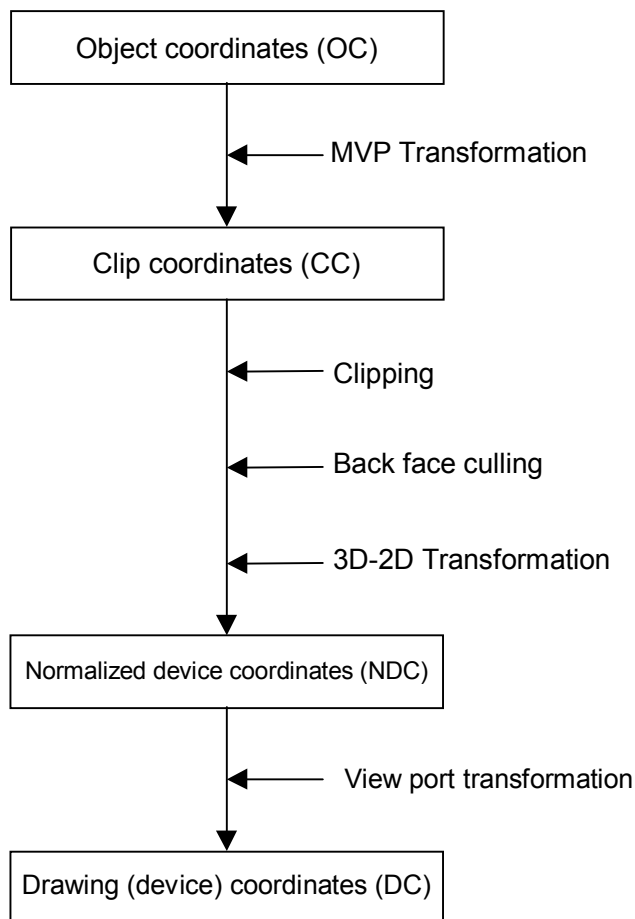 Object coordinates (OC)
MVP Transformation
Clip coordinates (CC)
Clipping
Back face culling
3D-2D Transformation
Normalized device coordinates (NDC)
View port transformation
Drawing (device) coordinates (DC)